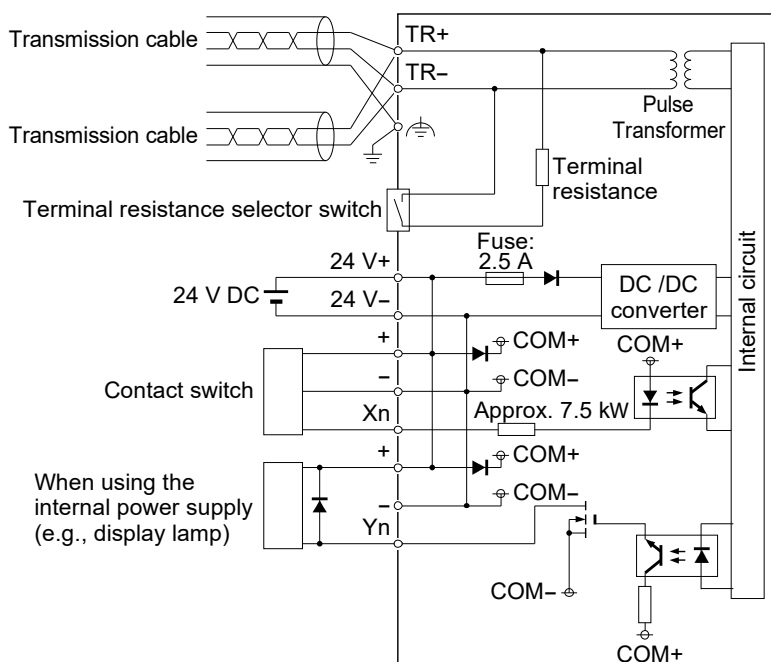 Transmission cable
TR+
TR−
Pulse
Transformer
Transmission cable
Terminal
resistance
Terminal resistance selector switch
Fuse:
2.5 A
24 V+
24 V DC
24 V−
DC /DC
converter
Internal circuit
+
COM+
COM+
−
COM−
Contact switch
Xn
Approx. 7.5 kW
+
COM+
When using the
internal power supply
(e.g., display lamp)
−
COM−
Yn
COM−
COM+